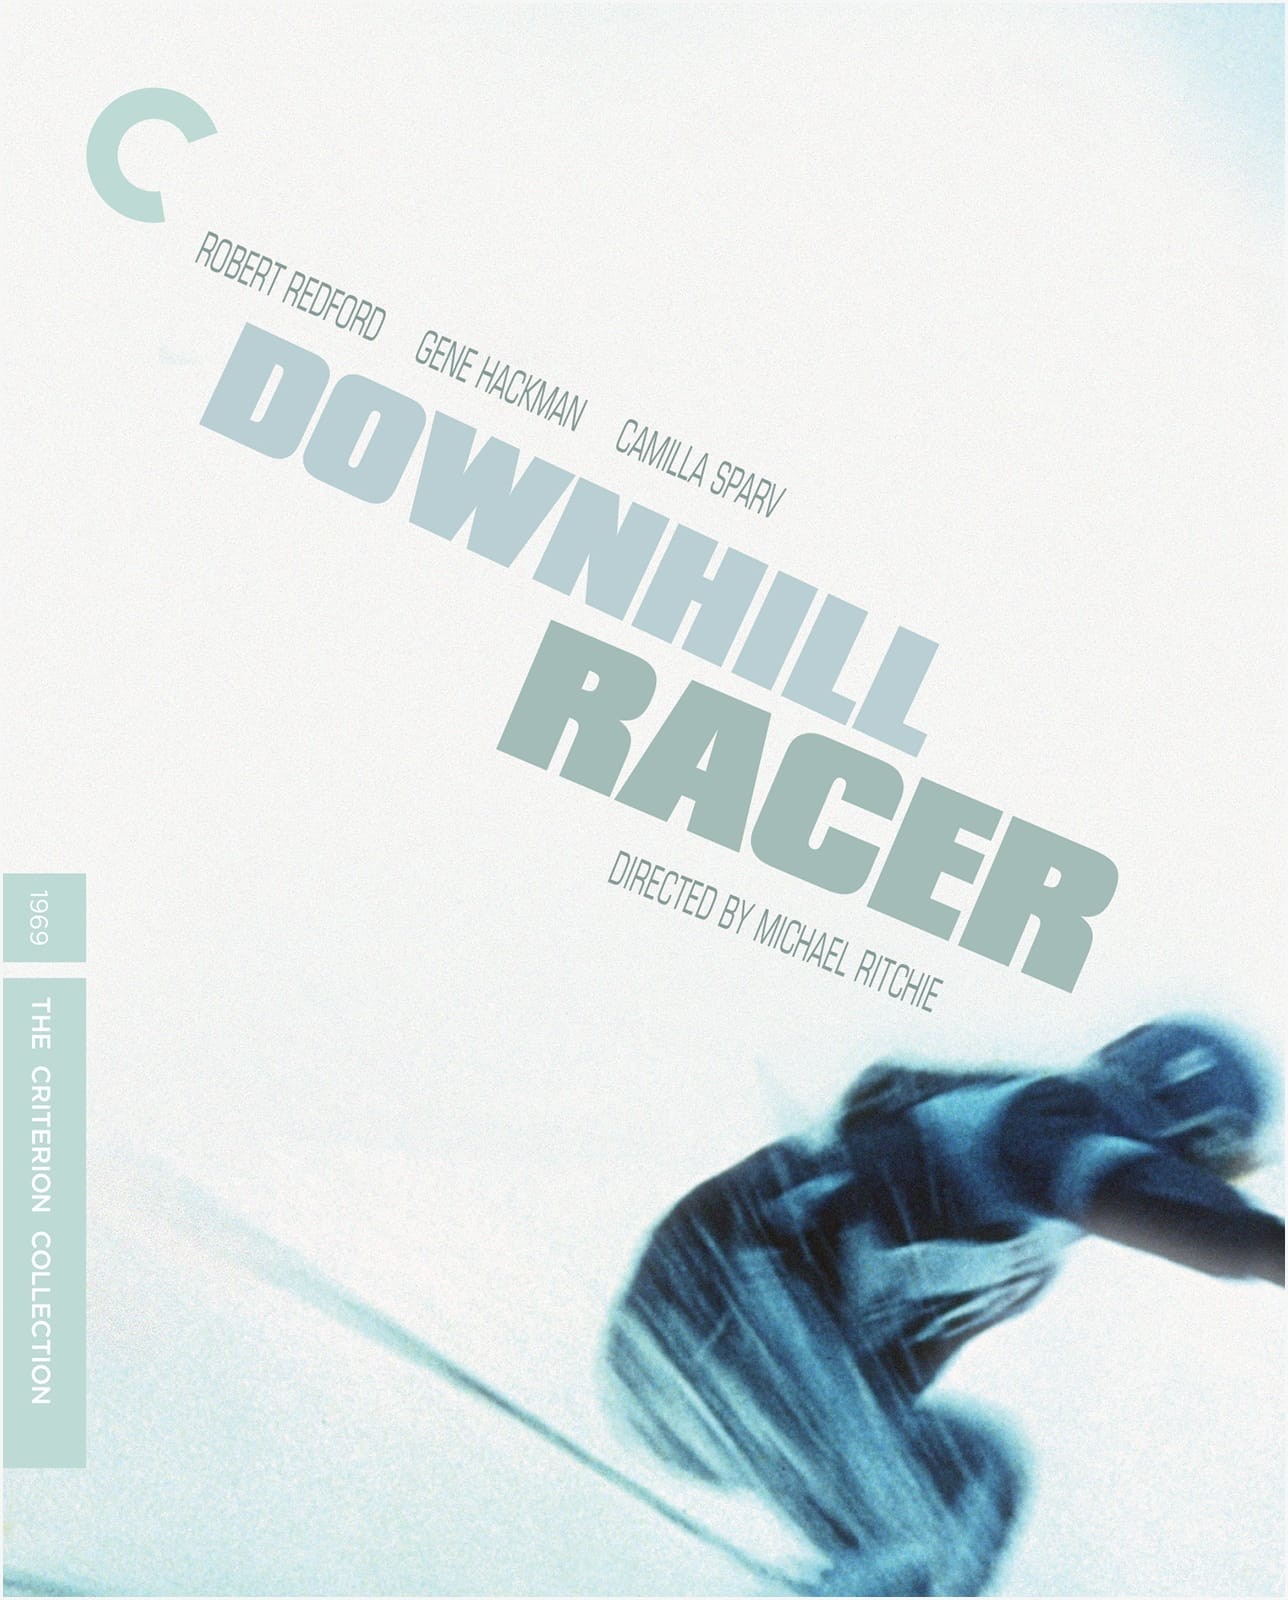 ROBERT REDFORD GENE HACKMAN CAMILLA SPARV
DOWNHILL
RACER
DIRECTED BY MICHAEL RITCHIE
1969
THE CRITERION COLLECTION